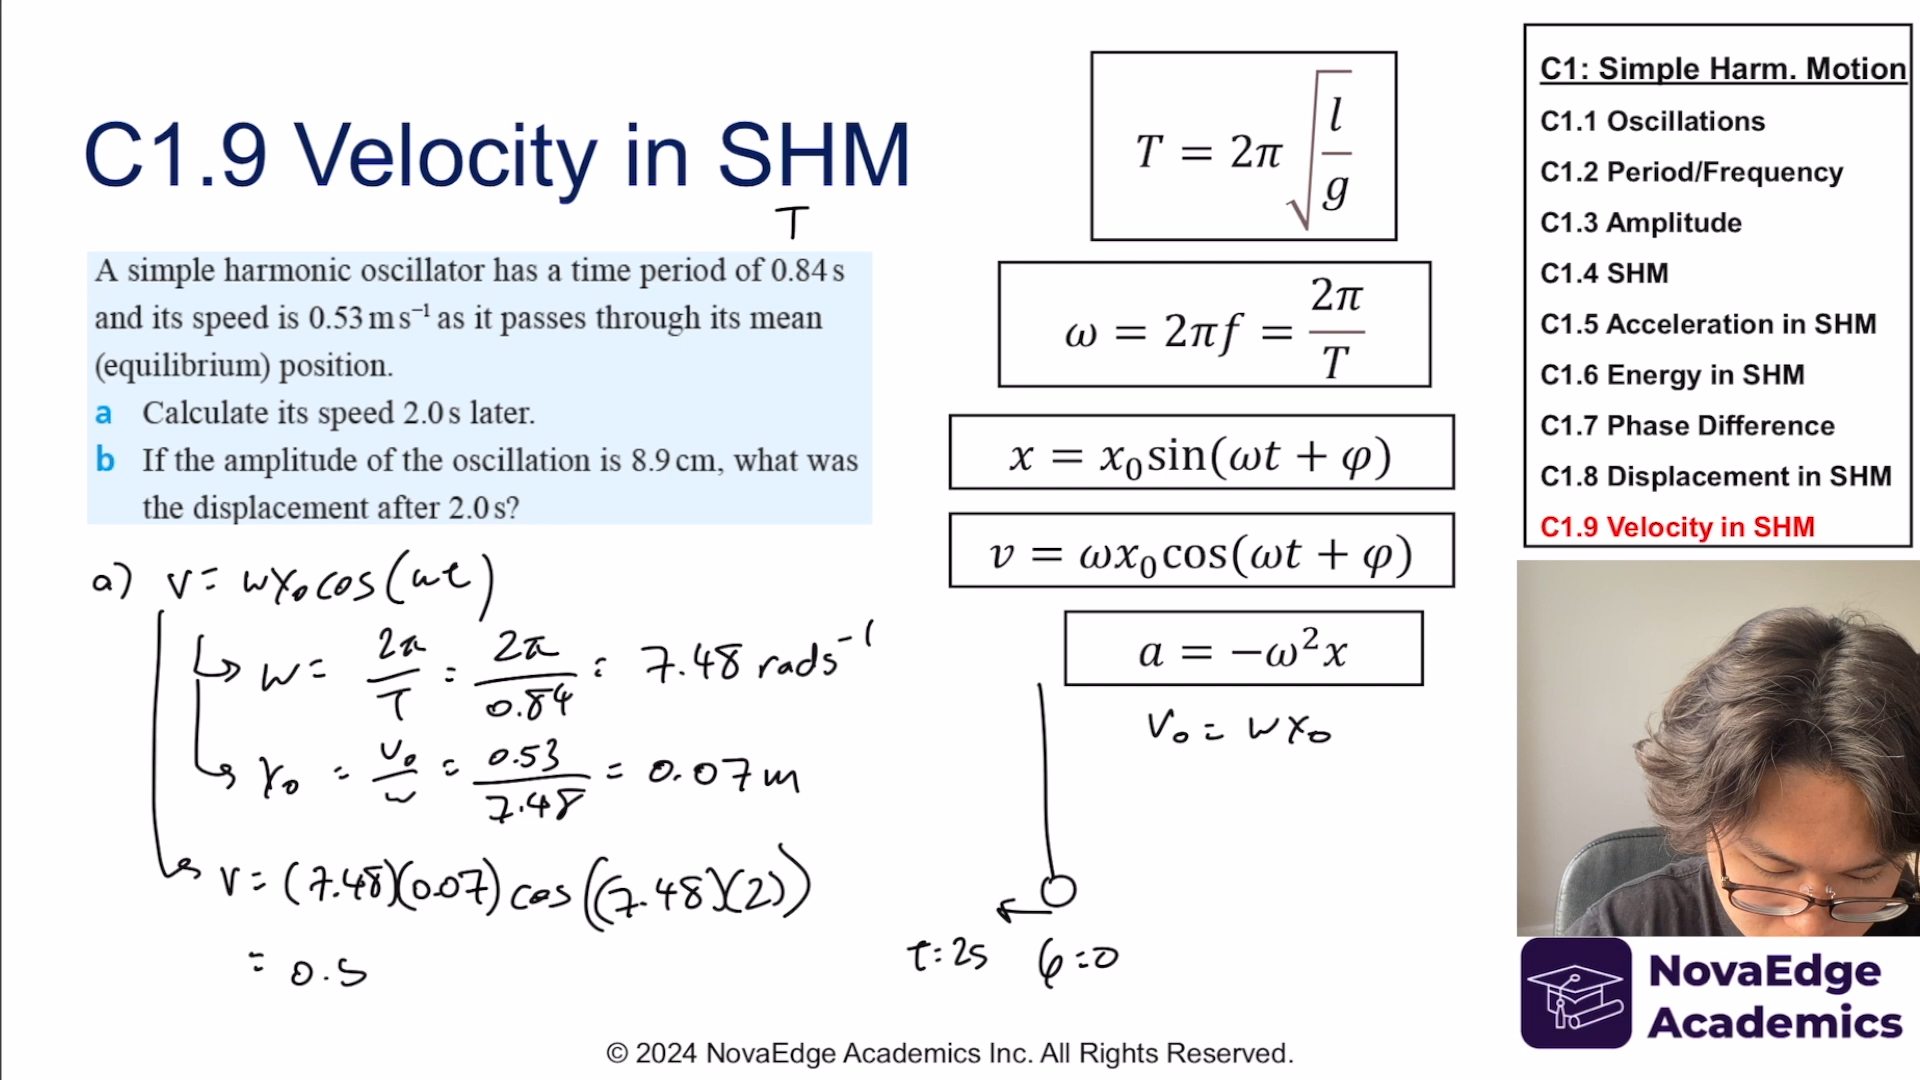 C1.9 Velocity in SHM
T
A simple harmonic oscillator has a time period of 0.84 s
and its speed is 0.53 m s⁻¹ as it passes through its mean
(equilibrium) position.
a Calculate its speed 2.0 s later.
b If the amplitude of the oscillation is 8.9 cm, what was
the displacement after 2.0 s?
a) v = ωx₀cos(ωt)
ω = 2π/T = 2π/0.84 = 7.48 rads⁻¹
x₀ = v₀/ω = 0.53/7.48 = 0.07m
v = (7.48)(0.07) cos((7.48)(2))
= 0.5
T = 2π√(l/g)
ω = 2πf = 2π/T
x = x₀sin(ωt + φ)
v = ωx₀cos(ωt + φ)
a = −ω²x
v₀ = ωx₀
t = 2s φ = 0
C1: Simple Harm. Motion
C1.1 Oscillations
C1.2 Period/Frequency
C1.3 Amplitude
C1.4 SHM
C1.5 Acceleration in SHM
C1.6 Energy in SHM
C1.7 Phase Difference
C1.8 Displacement in SHM
C1.9 Velocity in SHM
NovaEdge
Academics
© 2024 NovaEdge Academics Inc. All Rights Reserved.